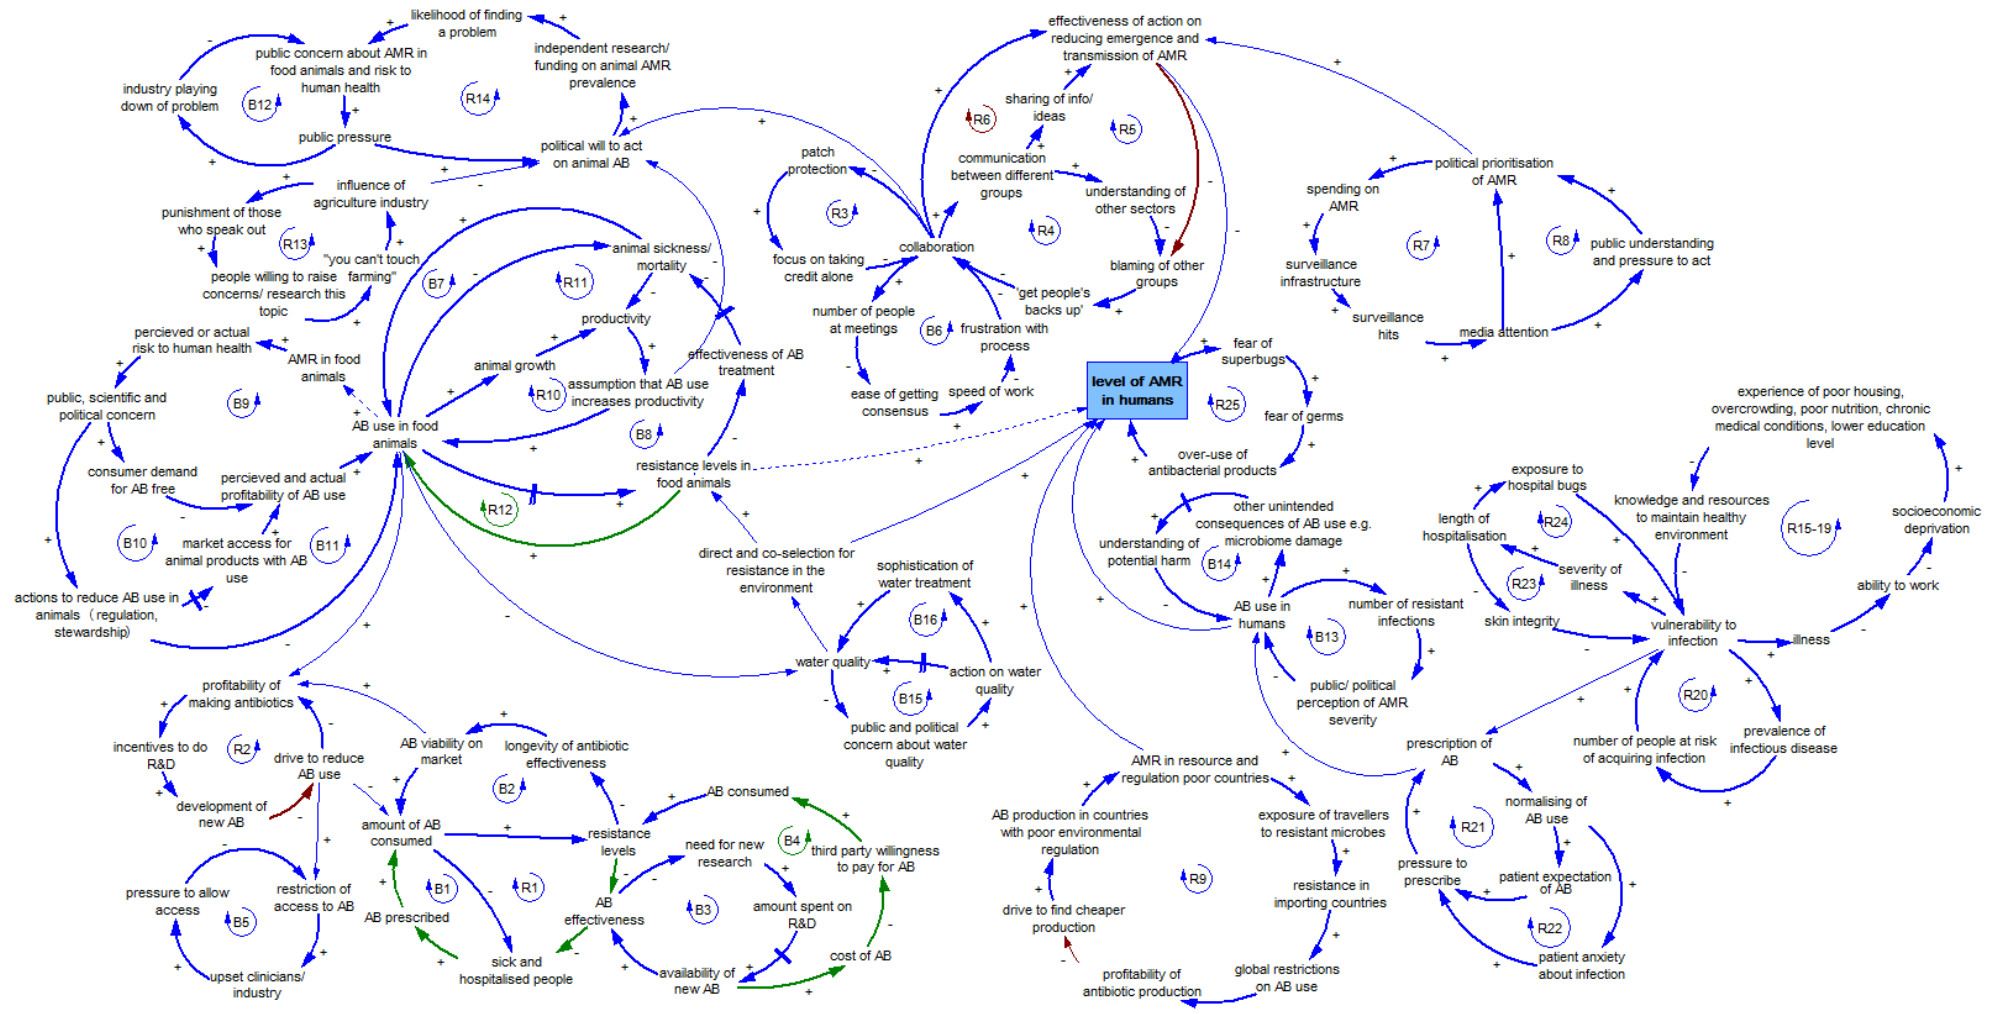 likelihood of finding
a problem
public concern about AMR in
food animals and risk to
human health
independent research/
funding on animal AMR
prevalence
industry playing
down of problem
B12
R14
public pressure
political will to act
on animal AB
influence of
agriculture industry
punishment of those
who speak out
R13
"you can't touch
farming"
people willing to raise
concerns/ research this
topic
percieved or actual
risk to human health
AMR in food
animals
public, scientific and
political concern
B9
consumer demand
for AB free
percieved and actual
profitability of AB use
B10
market access for
animal products with AB
use
B11
actions to reduce AB use in
animals (regulation,
stewardship)
AB use in food
animals
B7
R11
animal sickness/
mortality
productivity
animal growth
R10
assumption that AB use
increases productivity
B8
effectiveness of AB
treatment
resistance levels in
food animals
R12
effectiveness of action on
reducing emergence and
transmission of AMR
sharing of info/
ideas
R6
R5
communication
between different
groups
understanding of
other sectors
patch
protection
R3
R4
collaboration
focus on taking
credit alone
blaming of other
groups
'get people's
backs up'
number of people
at meetings
B6
frustration with
process
ease of getting
consensus
speed of work
political prioritisation
of AMR
spending on
AMR
R7
R8
public understanding
and pressure to act
surveillance
infrastructure
surveillance
hits
media attention
level of AMR
in humans
fear of
superbugs
R25
fear of germs
over-use of
antibacterial products
other unintended
consequences of AB use e.g.
microbiome damage
understanding of
potential harm
B14
AB use in
humans
number of resistant
infections
B13
public/ political
perception of AMR
severity
experience of poor housing,
overcrowding, poor nutrition, chronic
medical conditions, lower education
level
exposure to
hospital bugs
knowledge and resources
to maintain healthy
environment
R15-19
socioeconomic
deprivation
length of
hospitalisation
R24
R23
severity of
illness
skin integrity
ability to work
vulnerability to
infection
illness
R20
number of people at risk
of acquiring infection
prevalence of
infectious disease
prescription of
AB
normalising of
AB use
R21
pressure to
prescribe
patient expectation
of AB
R22
patient anxiety
about infection
direct and co-selection for
resistance in the
environment
sophistication of
water treatment
B16
water quality
action on water
quality
B15
public and political
concern about water
quality
profitability of
making antibiotics
incentives to do
R&D
R2
drive to reduce
AB use
development of
new AB
pressure to allow
access
restriction of
access to AB
B5
upset clinicians/
industry
AB viability on
market
longevity of antibiotic
effectiveness
B2
amount of AB
consumed
resistance
levels
AB consumed
B1
R1
AB prescribed
sick and
hospitalised people
need for new
research
B4
third party willingness
to pay for AB
AB
effectiveness
B3
amount spent on
R&D
availability of
new AB
cost of AB
AMR in resource and
regulation poor countries
AB production in countries
with poor environmental
regulation
exposure of travellers
to resistant microbes
R9
resistance in
importing countries
drive to find cheaper
production
global restrictions
on AB use
profitability of
antibiotic production